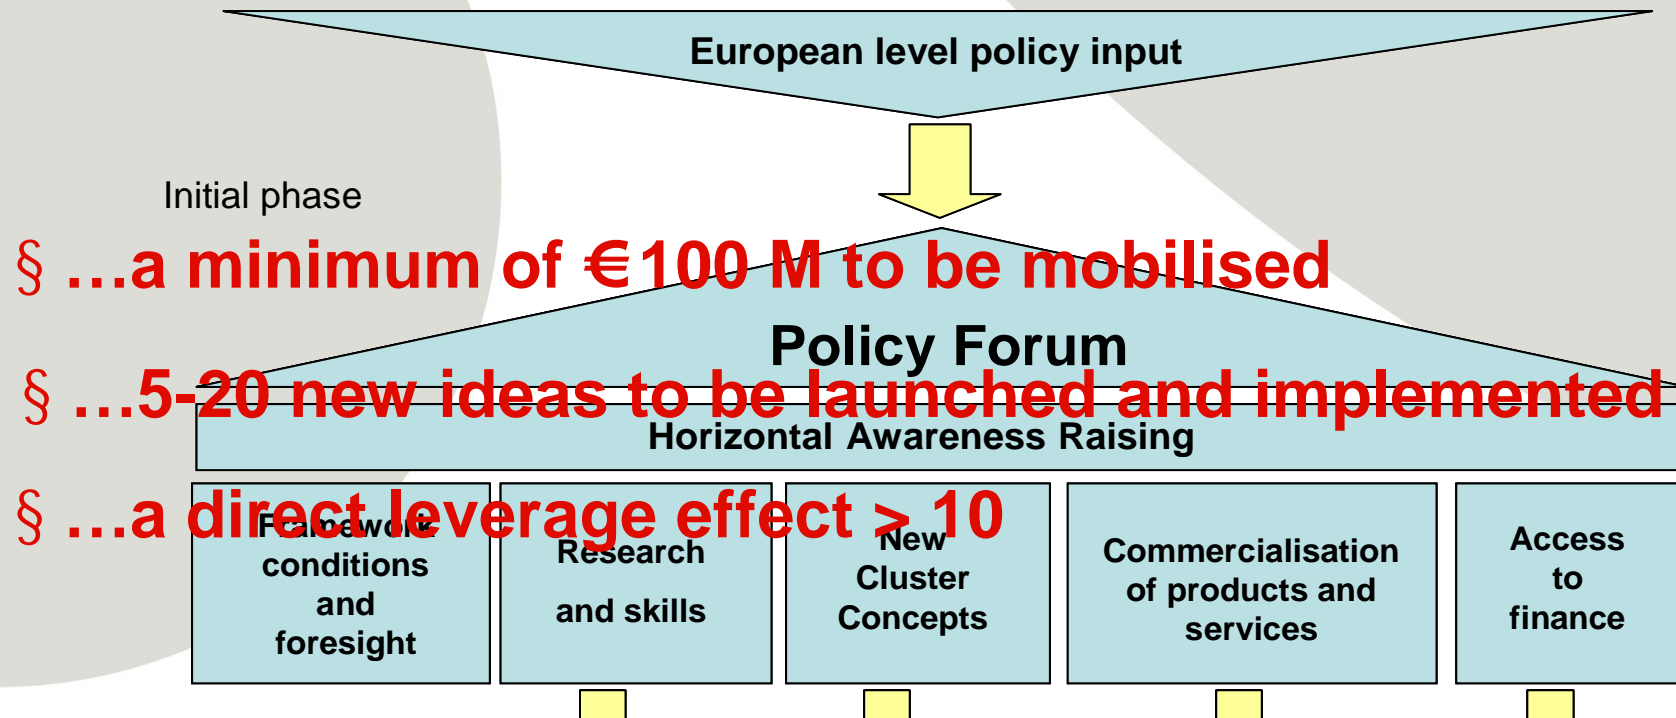 European level policy input
Initial phase
§ …a minimum of €100 M to be mobilised
Policy Forum
§ …5-20 new ideas to be launched and implemented
Horizontal Awareness Raising
§ …a direct leverage effect > 10
Framework
conditions
and
foresight
Research
and skills
New
Cluster
Concepts
Commercialisation
of products and
services
Access
to
finance